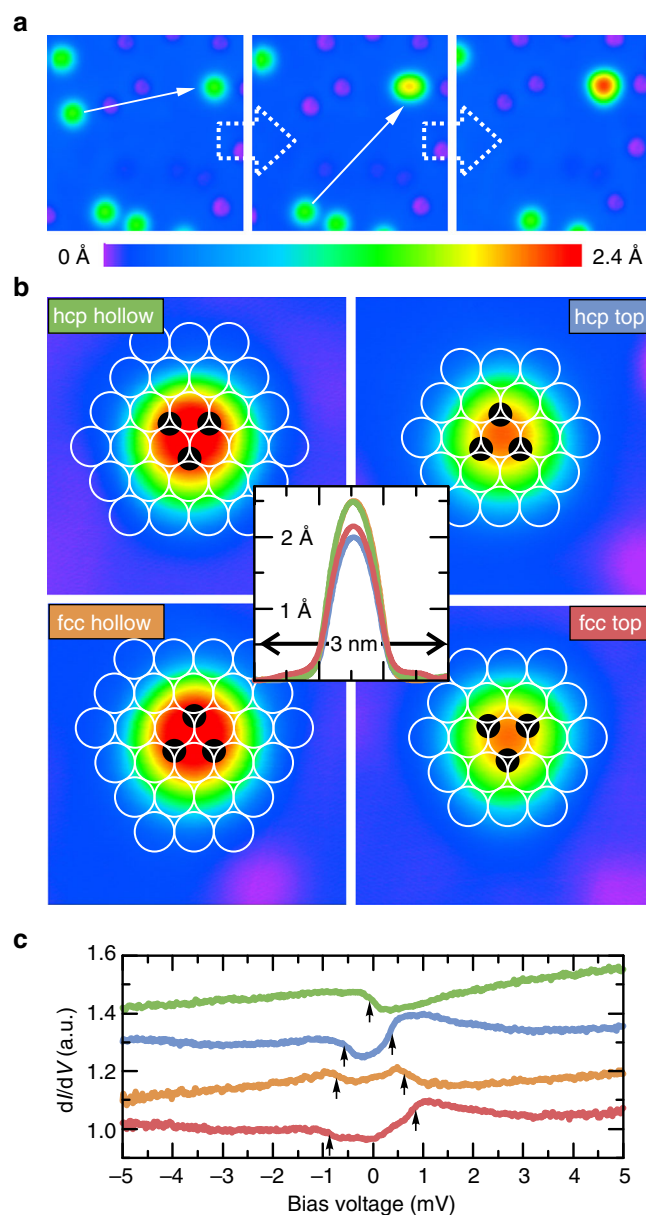 a
0 Å 2.4 Å
b
hcp hollow hcp top
2 Å
1 Å
3 nm
fcc hollow fcc top
c
1.6
1.4
1.2
1.0
dI/dV (a.u.)
–5 –4 –3 –2 –1 0 1 2 3 4 5
Bias voltage (mV)